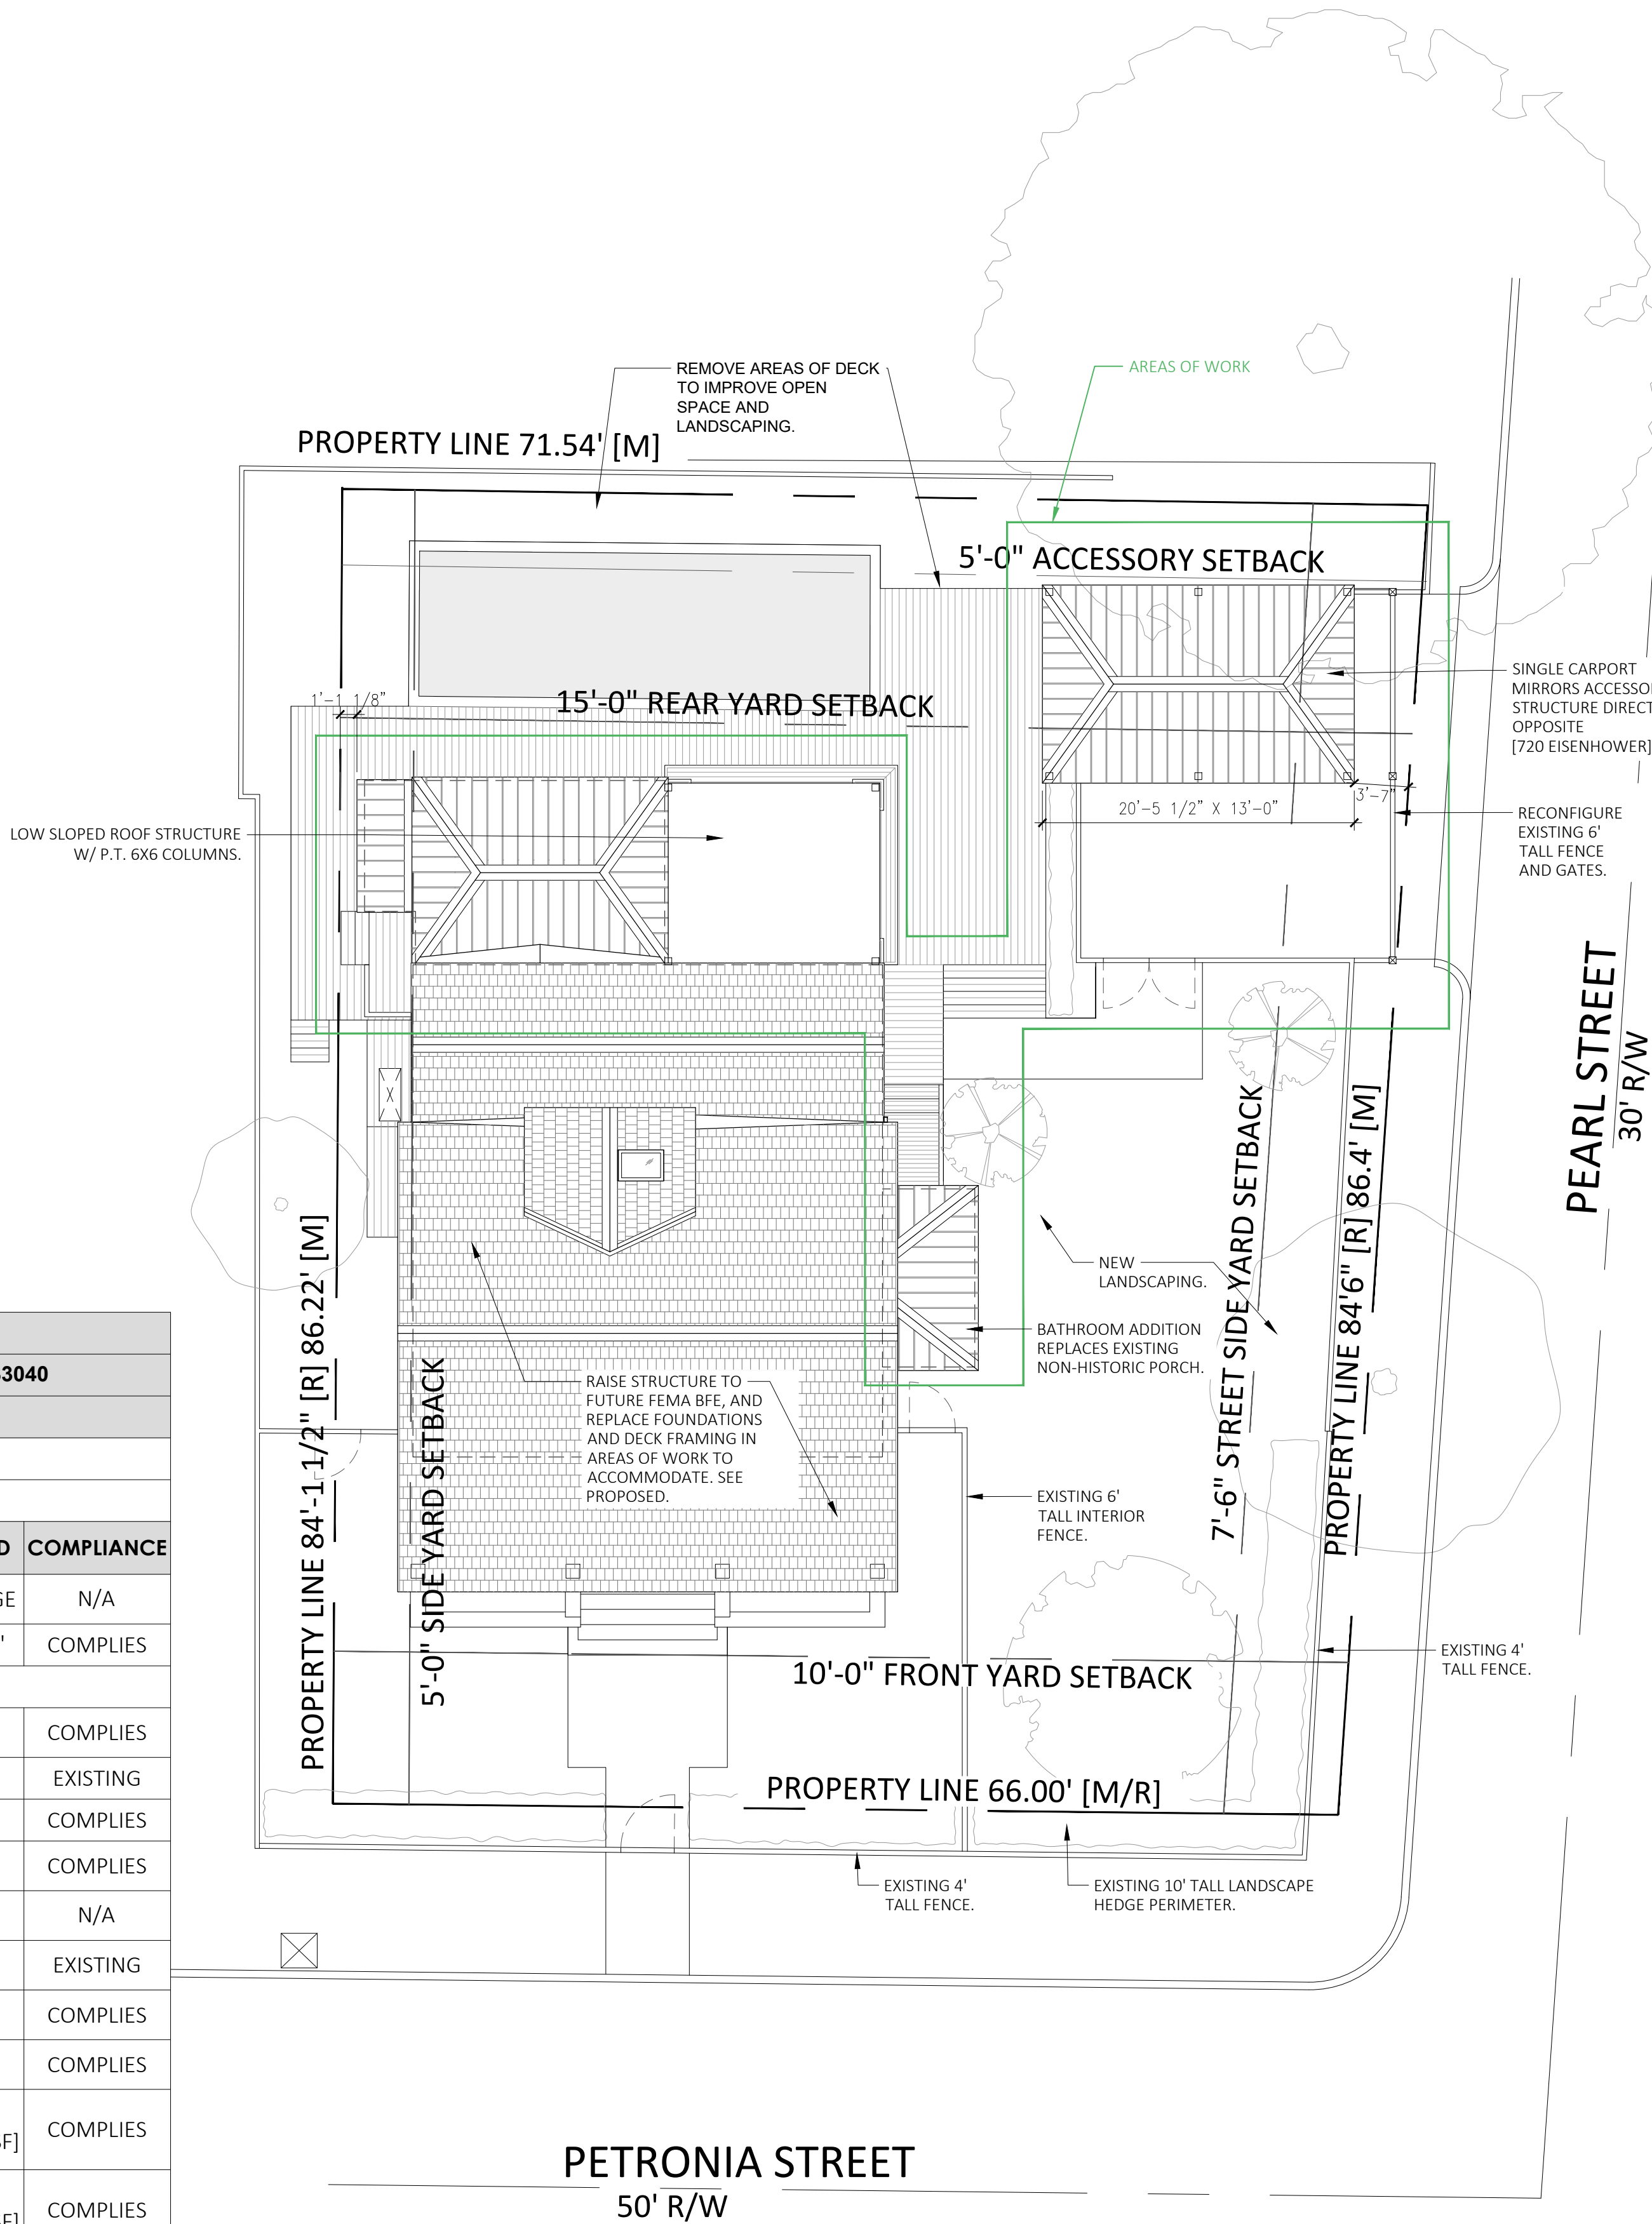 REMOVE AREAS OF DECK
TO IMPROVE OPEN
SPACE AND
LANDSCAPING.
AREAS OF WORK
PROPERTY LINE 71.54' [M]
5'-0" ACCESSORY SETBACK
1'-1 1/8"
15'-0" REAR YARD SETBACK
SINGLE CARPORT
MIRRORS
STRUCTURE
OPPOSITE
[720 EISENHOWER]
20'-5 1/2" X 13'-0"
3'-7"
LOW SLOPED ROOF STRUCTURE
W/ P.T. 6X6 COLUMNS.
RECONFIGURE
EXISTING 6'
TALL FENCE
AND GATES.
PEARL STREET
30' R/W
X
NEW
LANDSCAPING.
BATHROOM ADDITION
REPLACES EXISTING
NON-HISTORIC PORCH.
7'-6" STREET SIDE YARD SETBACK
PROPERTY LINE 84'6" [R] 86.4' [M]
PROPERTY LINE 84'-1 1/2" [R] 86.22' [M]
5'-0" SIDE YARD SETBACK
RAISE STRUCTURE TO
FUTURE FEMA BFE, AND
REPLACE FOUNDATIONS
AND DECK FRAMING IN
AREAS OF WORK TO
ACCOMMODATE. SEE
PROPOSED.
EXISTING 6'
TALL INTERIOR
FENCE.
EXISTING 4'
TALL FENCE.
10'-0" FRONT YARD SETBACK
PROPERTY LINE 66.00' [M/R]
EXISTING 4'
TALL FENCE.
EXISTING 10' TALL LANDSCAPE
HEDGE PERIMETER.
PETRONIA STREET
50' R/W
3040
COMPLIANCE
N/A
COMPLIES
COMPLIES
EXISTING
COMPLIES
COMPLIES
N/A
EXISTING
COMPLIES
COMPLIES
COMPLIES
COMPLIES